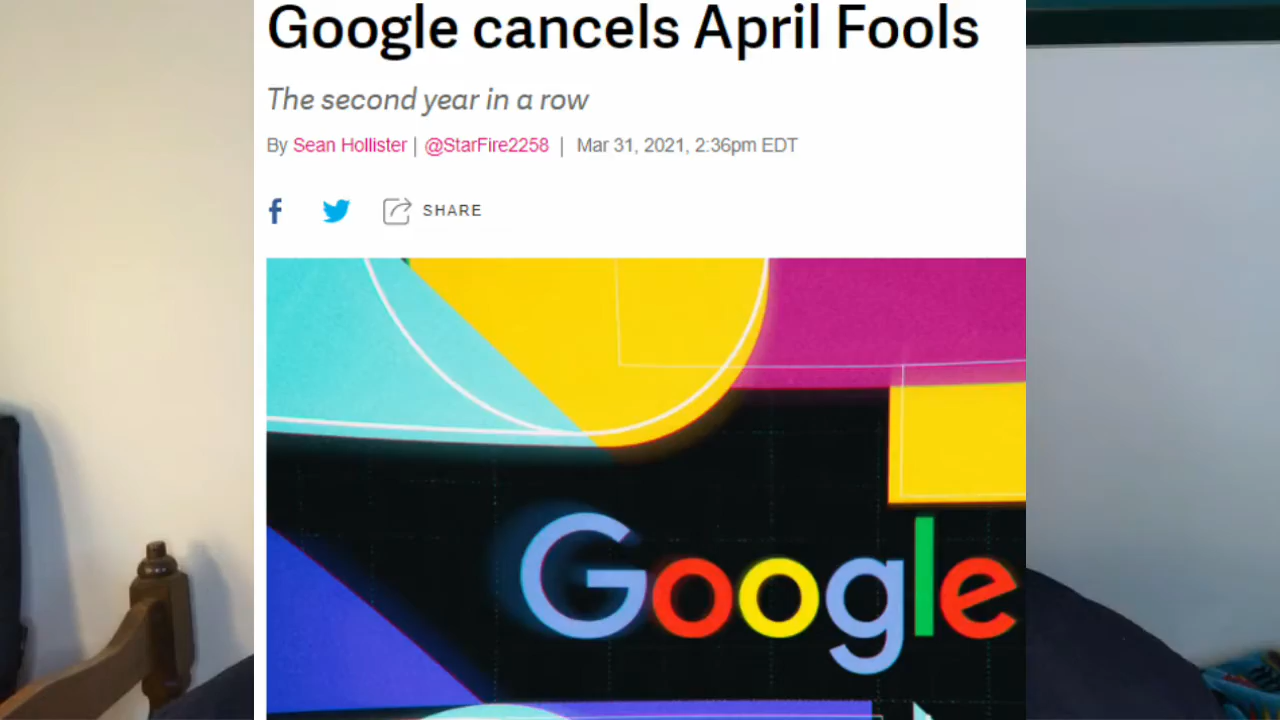 Google cancels April Fools
The second year in a row
By Sean Hollister | @StarFire2258 | Mar 31, 2021, 2:36pm EDT
SHARE
Google